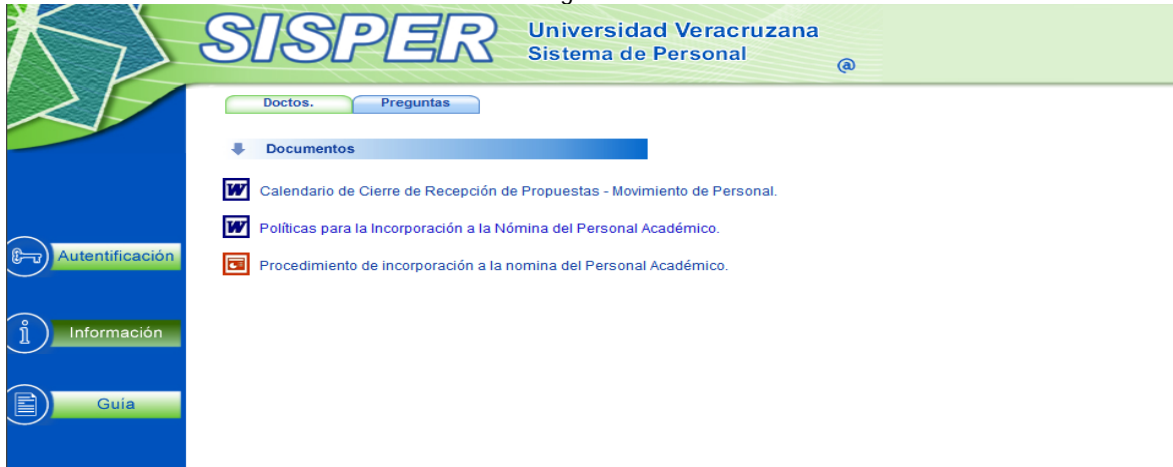 SISPER
Universidad Veracruzana
Sistema de Personal
@
Doctos.
Preguntas
Documentos
Calendario de Cierre de Recepción de Propuestas - Movimiento de Personal.
Políticas para la Incorporación a la Nómina del Personal Académico.
Procedimiento de incorporación a la nomina del Personal Académico.
Autentificación
Información
Guía